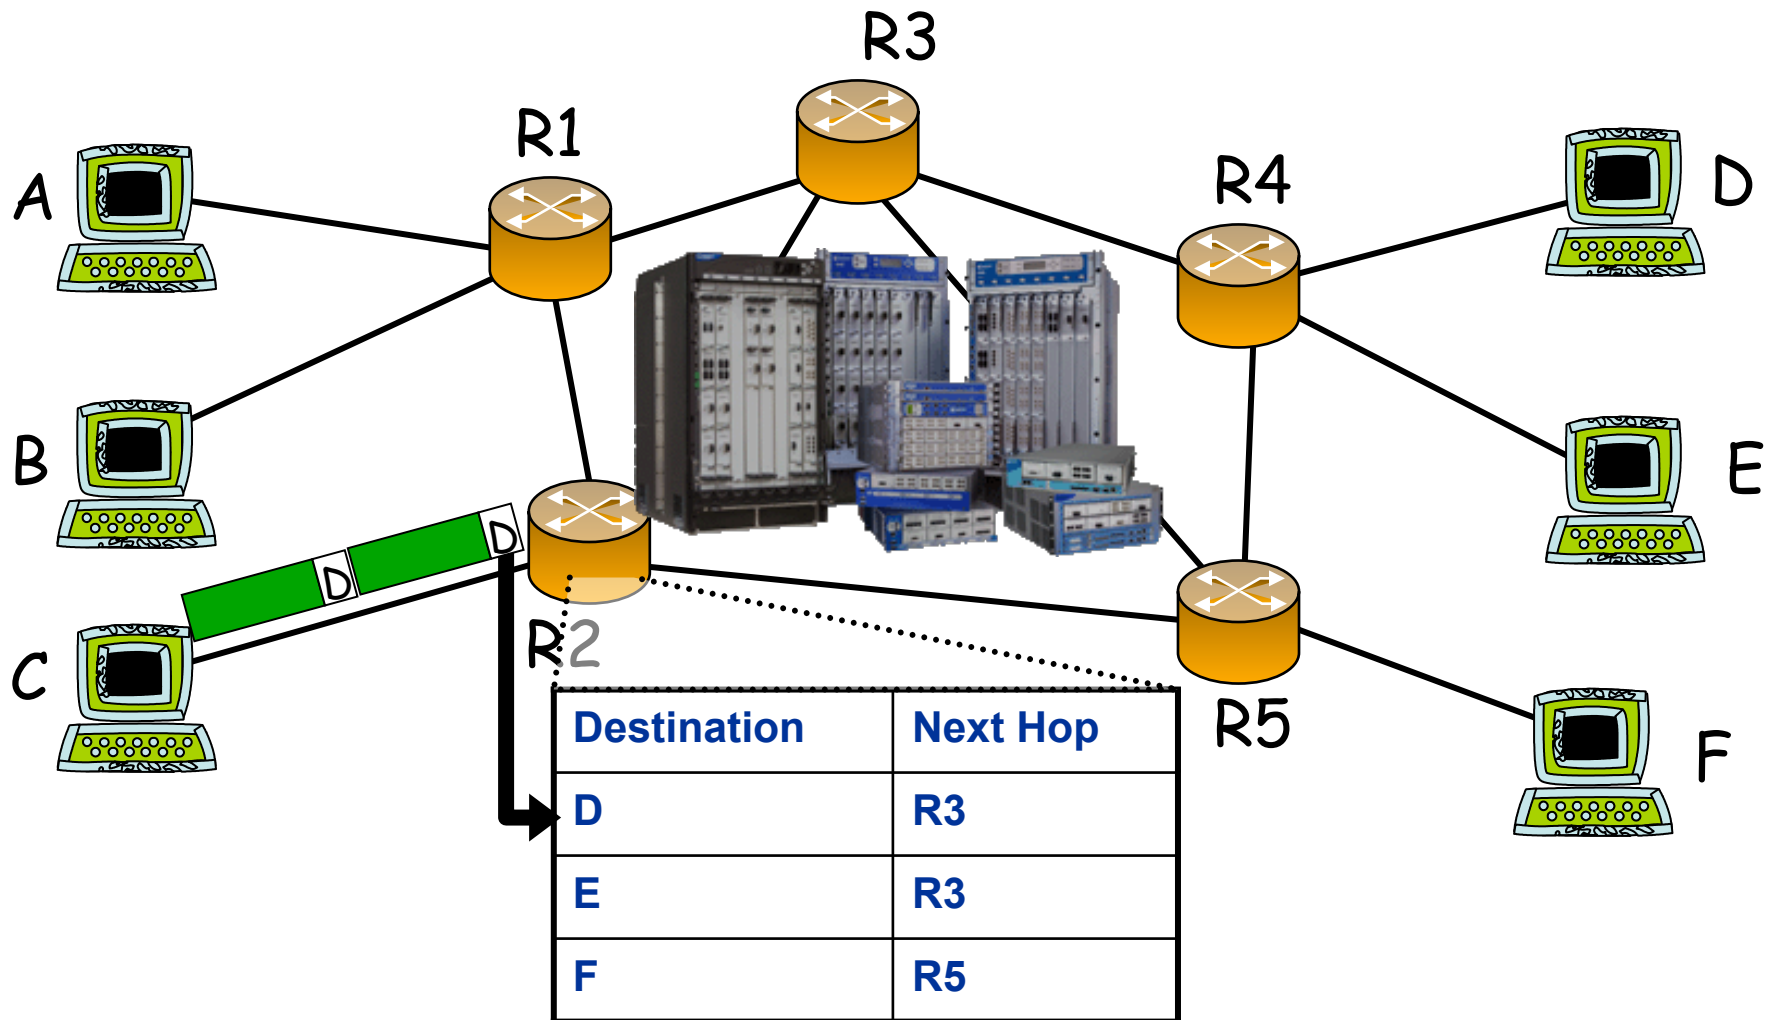 R3
R1
R4
A
D
B
E
D
D
C
R2
R5
F
Destination Next Hop
D R3
E R3
F R5